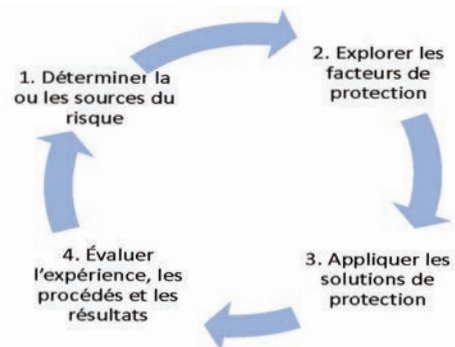 1. Déterminer la
ou les sources du
risque
2. Explorer les
facteurs de
protection
3. Appliquer les
solutions de
protection
4. Évaluer
l'expérience, les
procédés et les
résultats